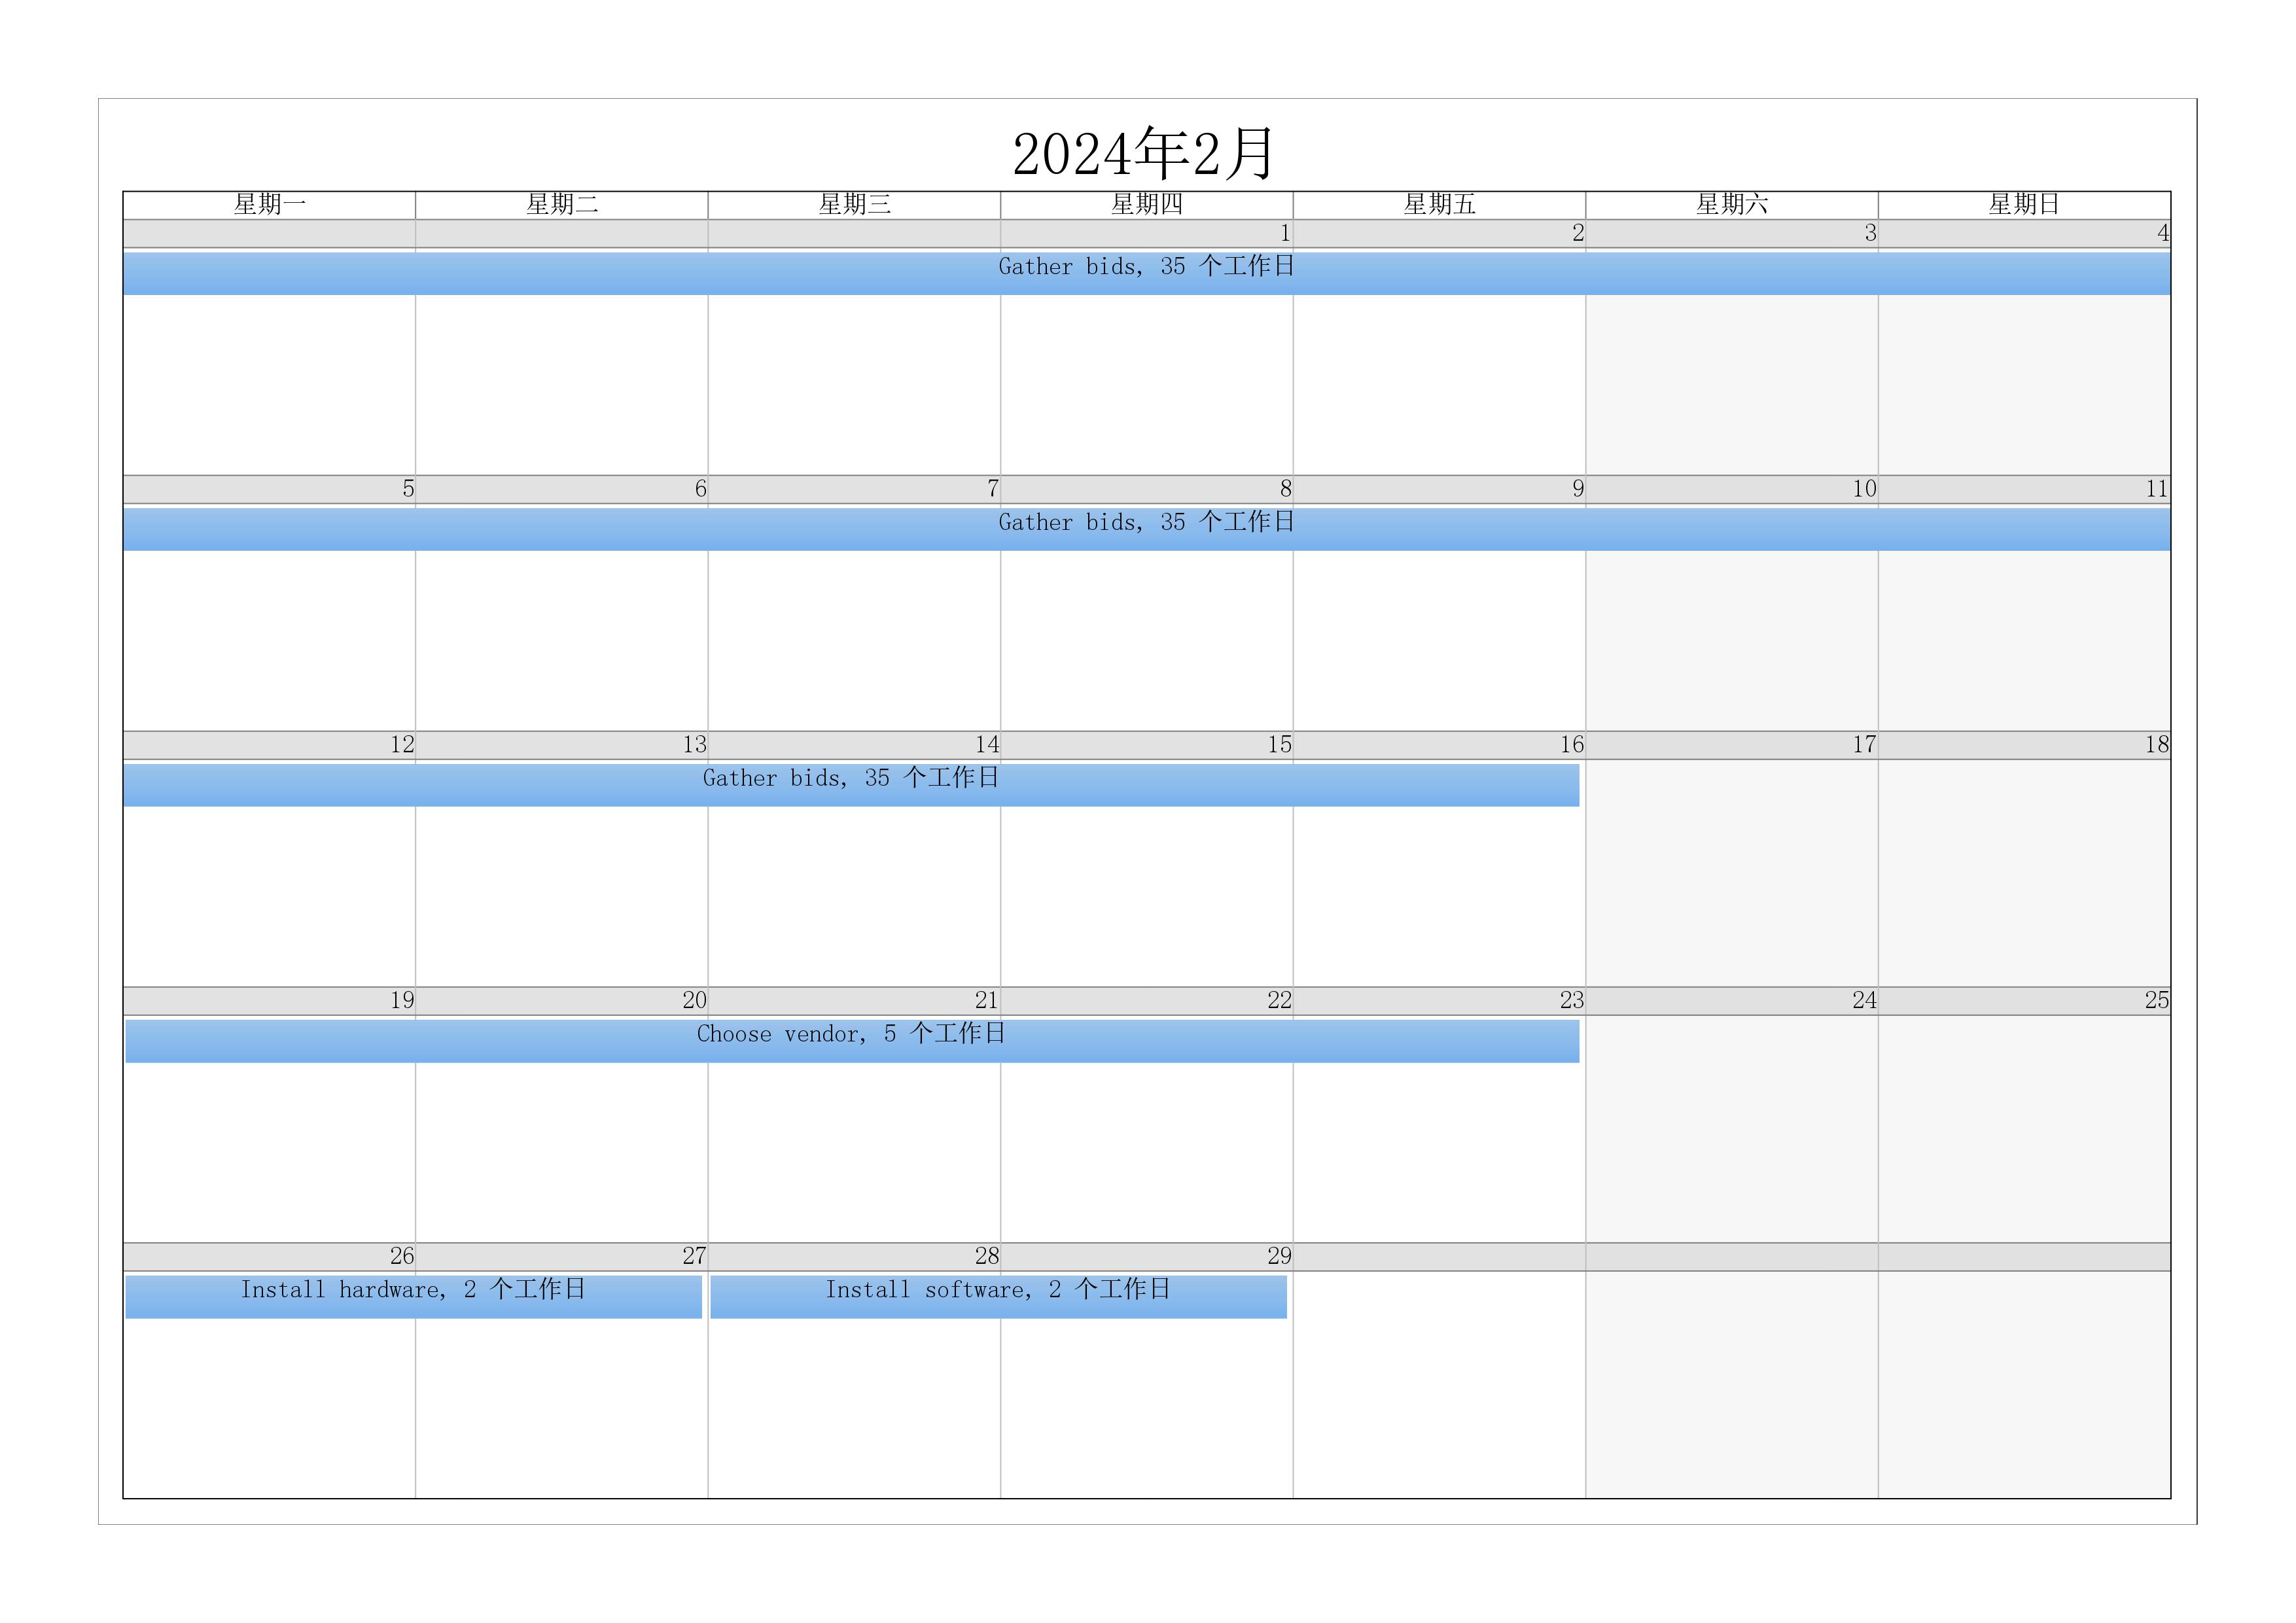 2024年2月
星期一 星期二 星期三 星期四 星期五 星期六 星期日
1 2 3 4
Gather bids, 35 个工作日
5 6 7 8 9 10 11
Gather bids, 35 个工作日
12 13 14 15 16 17 18
Gather bids, 35 个工作日
19 20 21 22 23 24 25
Choose vendor, 5 个工作日
26 27 28 29
Install hardware, 2 个工作日 Install software, 2 个工作日